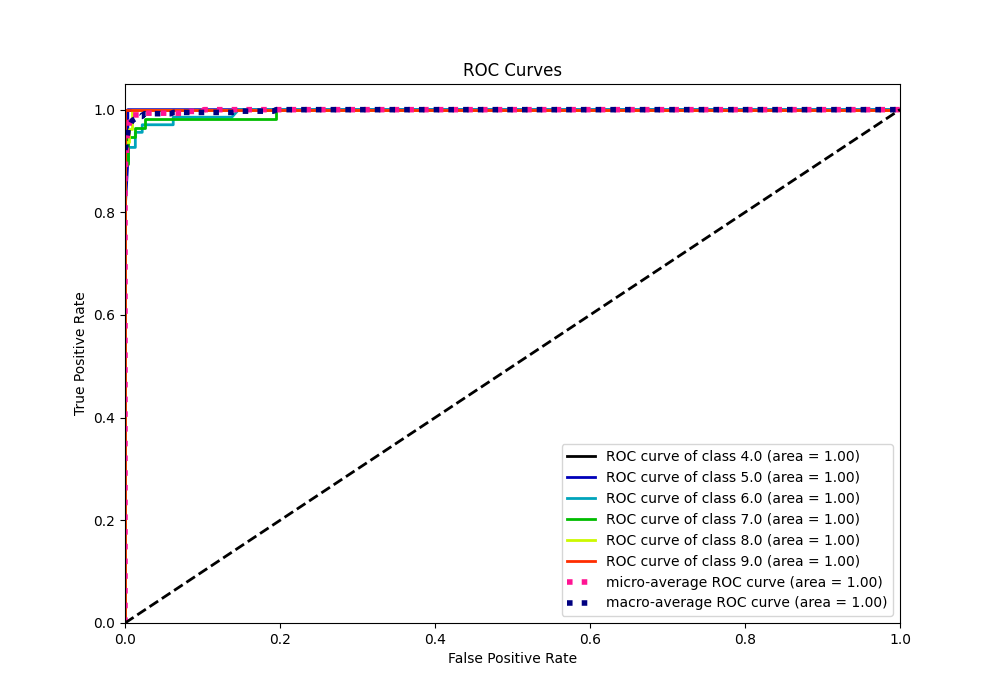 ROC Curves
True Positive Rate
1.0
0.8
0.6
0.4
0.2
0.0
ROC curve of class 4.0 (area = 1.00)
ROC curve of class 5.0 (area = 1.00)
ROC curve of class 6.0 (area = 1.00)
ROC curve of class 7.0 (area = 1.00)
ROC curve of class 8.0 (area = 1.00)
ROC curve of class 9.0 (area = 1.00)
micro-average ROC curve (area = 1.00)
macro-average ROC curve (area = 1.00)
0.0 0.2 0.4 0.6 0.8 1.0
False Positive Rate